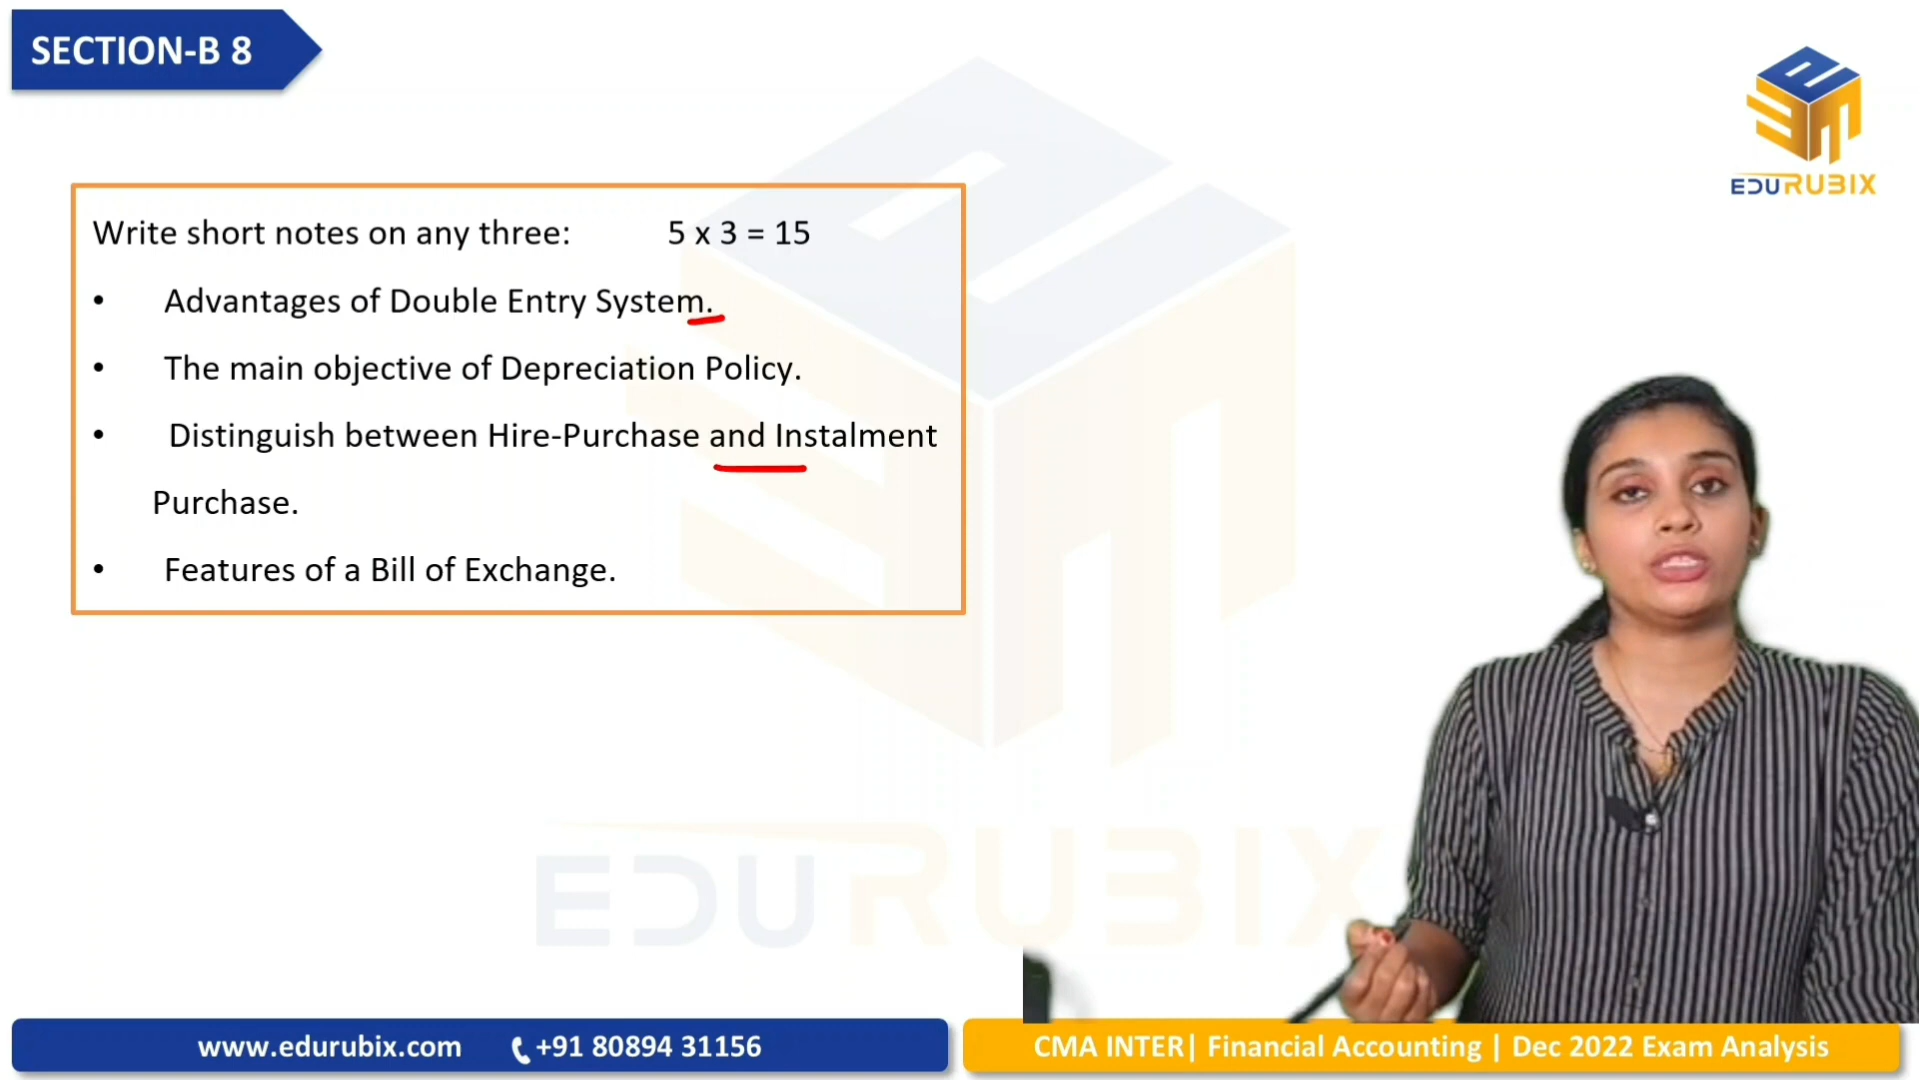 SECTION-B 8
EDURUBIX
Write short notes on any three: 5 x 3 = 15
• Advantages of Double Entry System.
• The main objective of Depreciation Policy.
• Distinguish between Hire-Purchase and Instalment
Purchase.
• Features of a Bill of Exchange.
EDURUBIX
www.edurubix.com +91 80894 31156
CMA INTER| Financial Accounting | Dec 2022 Exam Analysis